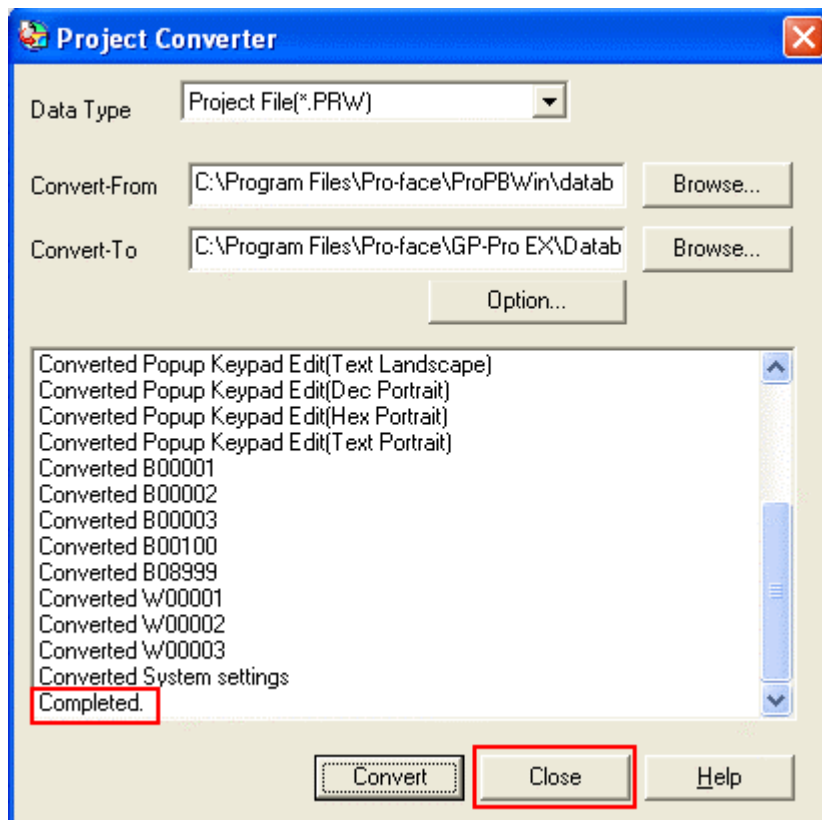 Project Converter
Data Type Project File(*.PRW)
Convert-From C:\Program Files\Pro-face\ProPBWin\datab Browse...
Convert-To C:\Program Files\Pro-face\GP-Pro EX\Datab Browse...
Option...
Converted Popup Keypad Edit(Text Landscape)
Converted Popup Keypad Edit(Dec Portrait)
Converted Popup Keypad Edit(Hex Portrait)
Converted Popup Keypad Edit(Text Portrait)
Converted B00001
Converted B00002
Converted B00003
Converted B00100
Converted B08999
Converted W00001
Converted W00002
Converted W00003
Converted System settings
Completed.
Convert Close Help